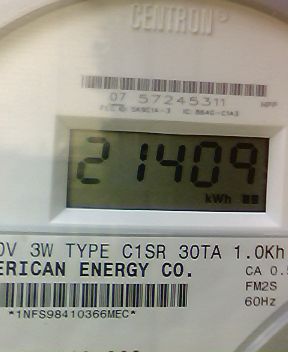 CENTRON®
07 57245311
21409
kWh
0V 3W TYPE C1SR 30TA 1.0Kh
ERICAN ENERGY CO.
CA 0.5
FM2S
60Hz
*1NFS98410366MEC*